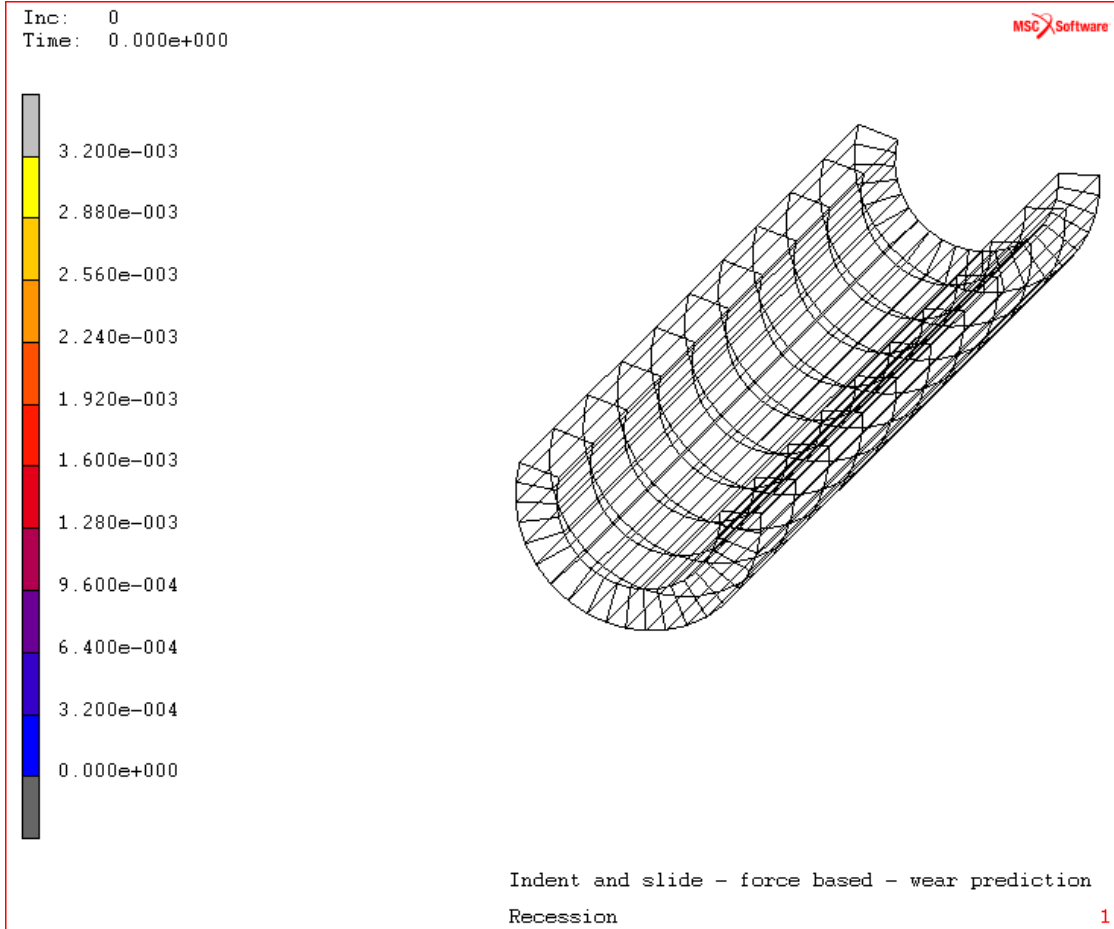 Inc: 0
Time: 0.000e+000
MSC Software
3.200e-003
2.880e-003
2.560e-003
2.240e-003
1.920e-003
1.600e-003
1.280e-003
9.600e-004
6.400e-004
3.200e-004
0.000e+000
Indent and slide – force based – wear prediction
Recession
1